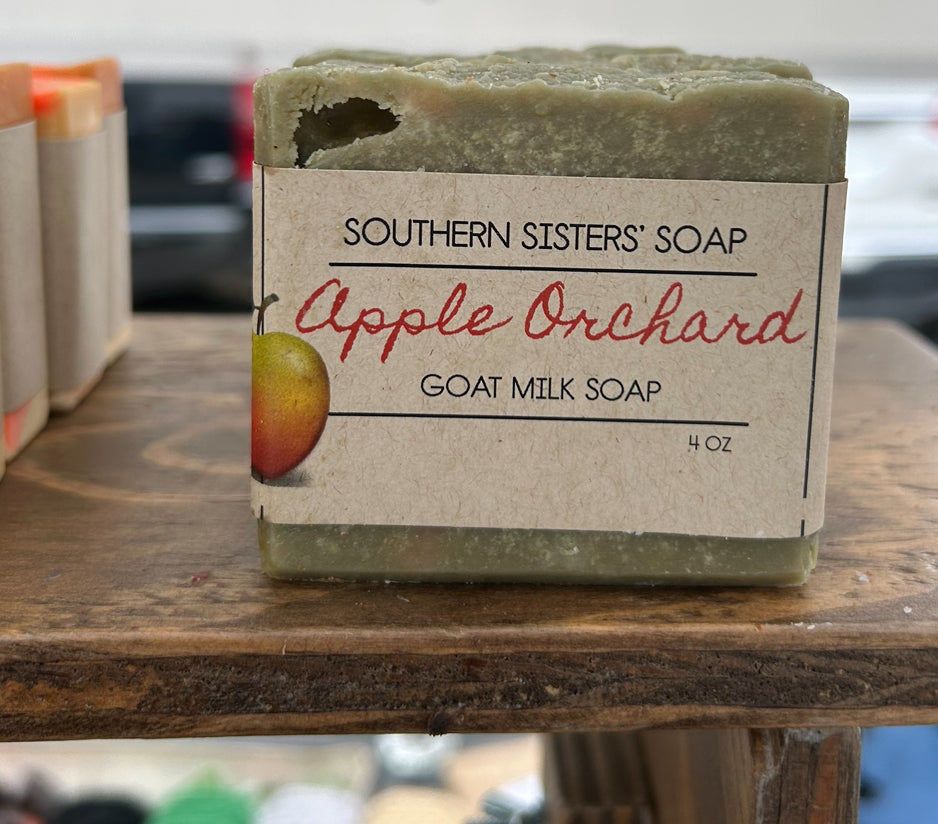 SOUTHERN SISTERS' SOAP
Apple Orchard
GOAT MILK SOAP
4 OZ